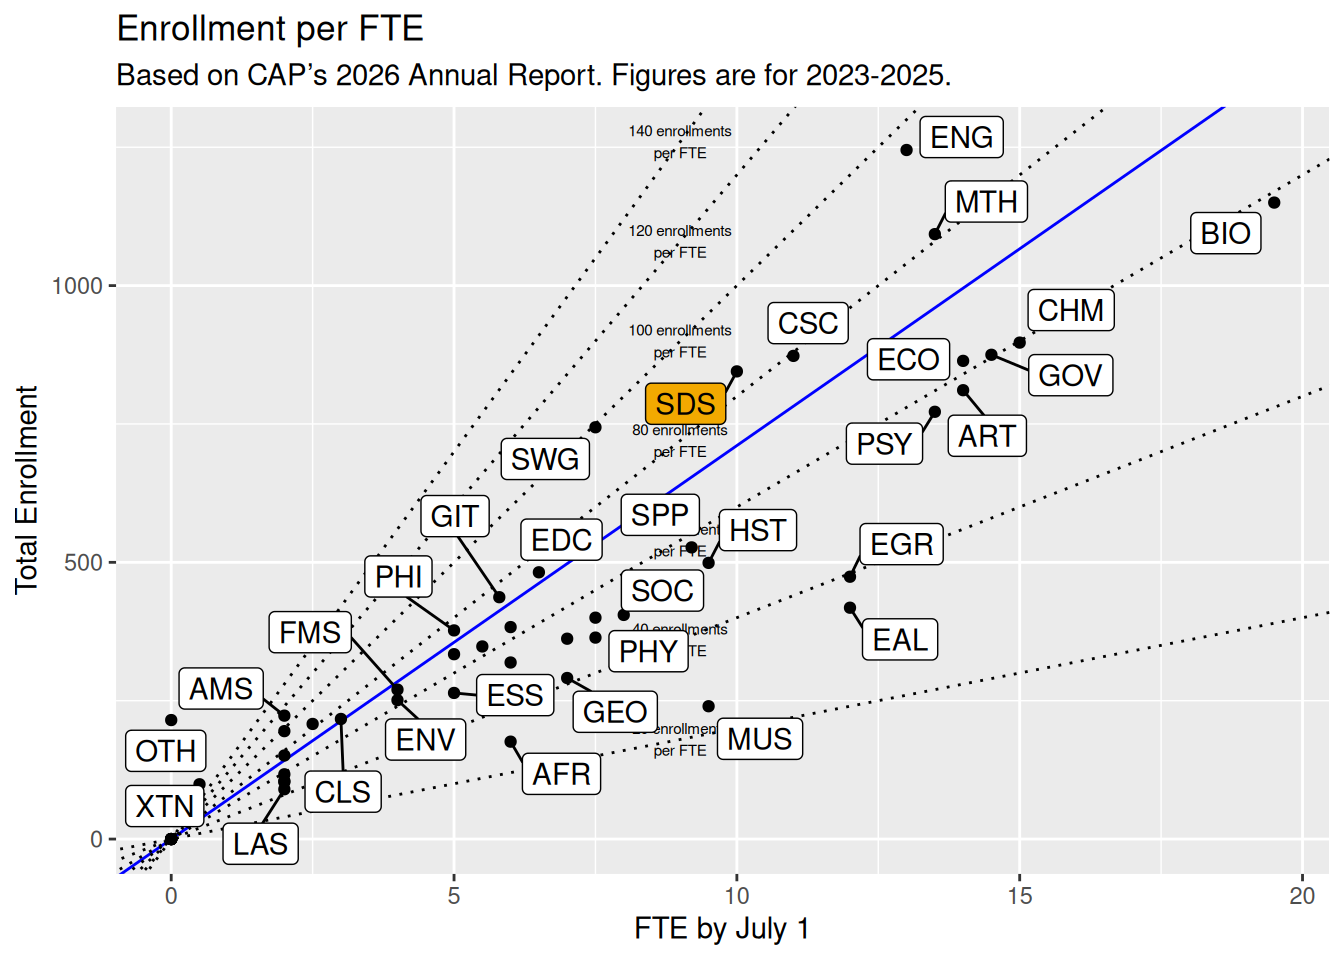 Enrollment per FTE
Based on CAP’s 2026 Annual Report. Figures are for 2023-2025.
Total Enrollment
1000
500
0
140 enrollments
per FTE
120 enrollments
per FTE
100 enrollments
per FTE
80 enrollments
per FTE
per FTE
40 enrollments
enrollments
per FTE
ENG
MTH
BIO
CSC
CHM
ECO
GOV
SDS
PSY
ART
SWG
GIT
EDC
SPP
HST
EGR
PHI
SOC
FMS
PHY
EAL
AMS
ESS
GEO
OTH
ENV
MUS
AFR
CLS
XTN
LAS
0
5
10
15
20
FTE by July 1